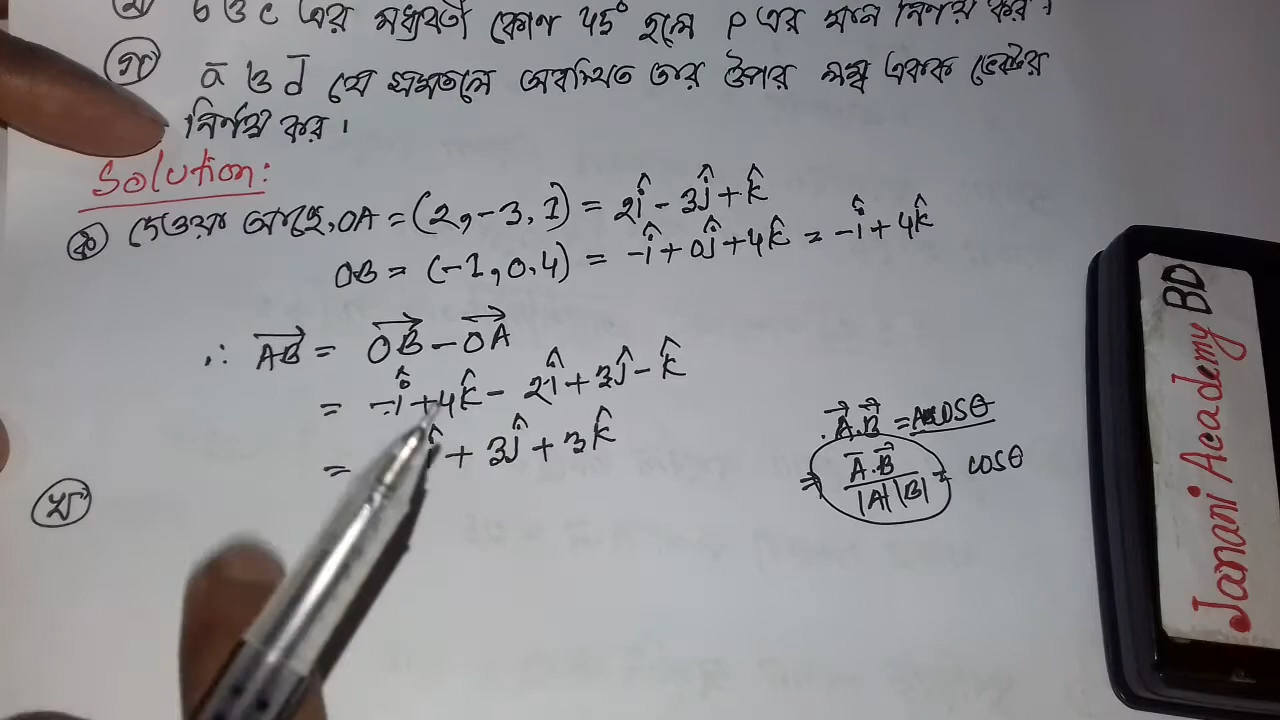 b ও c এর মধ্যবর্তী কোণ 45° হলে p এর মান নির্ণয় কর।
(গ) a̅ ও d̅ যে সমতলে অবস্থিত তার উপর লম্ব একক ভেক্টর
নির্ণয় কর।
Solution:
(ক) দেওয়া আছে, OA = (2, -3, 1) = 2î - 3ĵ + k̂
OB = (-1, 0, 4) = -î + 0ĵ + 4k̂ = -î + 4k̂
∴ AB⃗ = OB⃗ - OA⃗
= -î + 4k̂ - 2î + 3ĵ - k̂
= î + 3ĵ + 3k̂
(খ)
A⃗.B⃗ = ABcosθ
⇒ A̅.B⃗ / |A| |B| = cosθ
Janani Academy BD